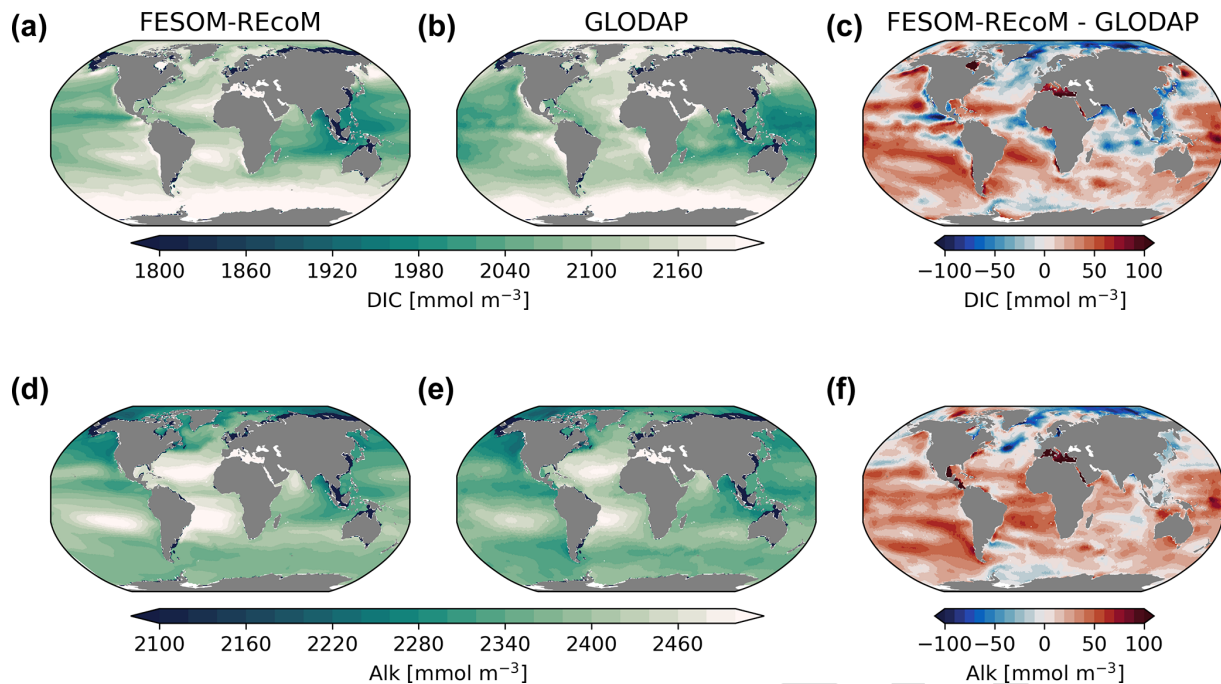 (a) FESOM-REcoM (b) GLODAP (c) FESOM-REcoM - GLODAP
1800 1860 1920 1980 2040 2100 2160
DIC [mmol m⁻³]
−100 −50 0 50 100
DIC [mmol m⁻³]
(d) (e) (f)
2100 2160 2220 2280 2340 2400 2460
Alk [mmol m⁻³]
−100 −50 0 50 100
Alk [mmol m⁻³]